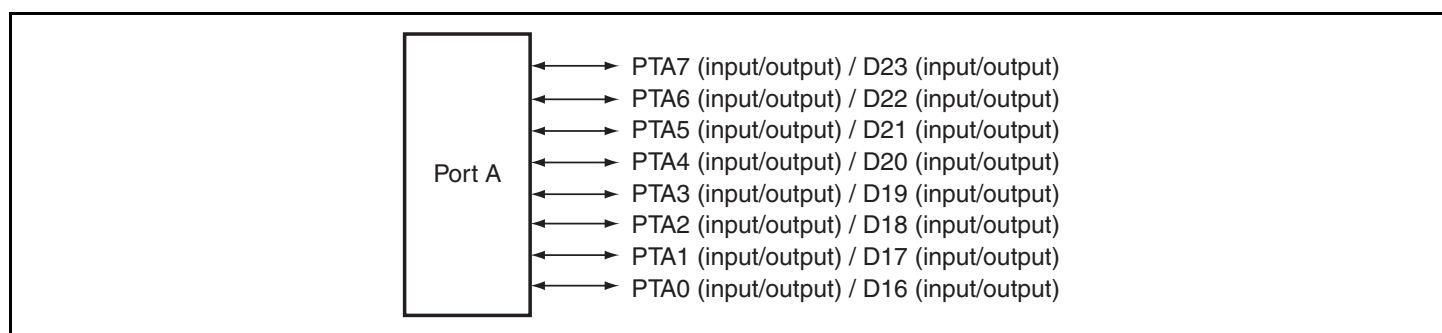 Port A
PTA7 (input/output) / D23 (input/output)
PTA6 (input/output) / D22 (input/output)
PTA5 (input/output) / D21 (input/output)
PTA4 (input/output) / D20 (input/output)
PTA3 (input/output) / D19 (input/output)
PTA2 (input/output) / D18 (input/output)
PTA1 (input/output) / D17 (input/output)
PTA0 (input/output) / D16 (input/output)